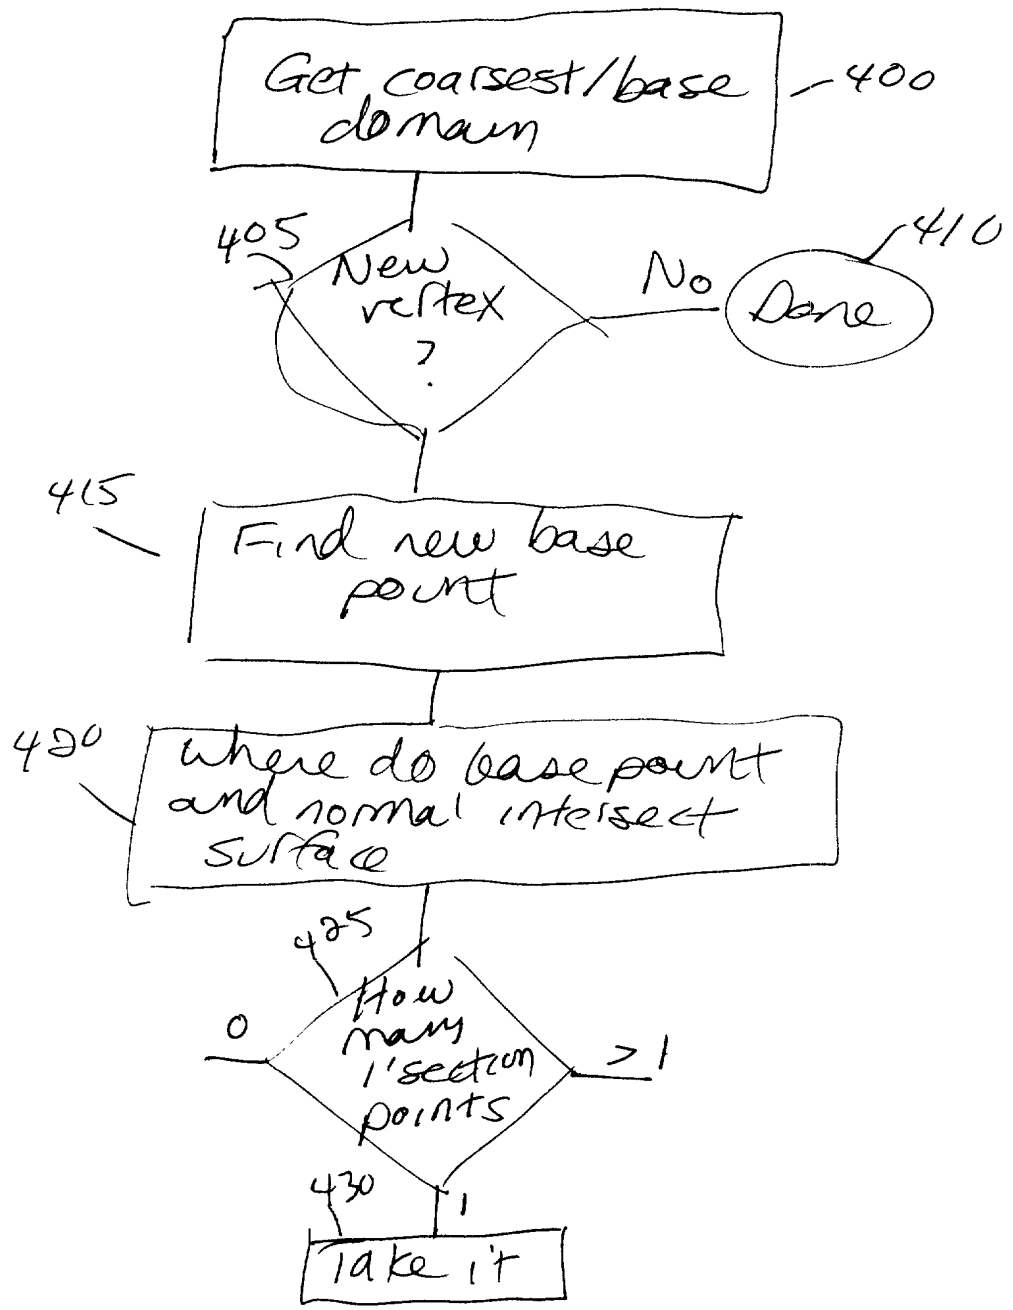 Get coarsest/base
domain
400
405
410
New
vertex
?
No
Done
415
Find new base
point
420
where do base point
and normal intersect
surface
425
How
many
i'section
points
0
>1
430
1
Take it